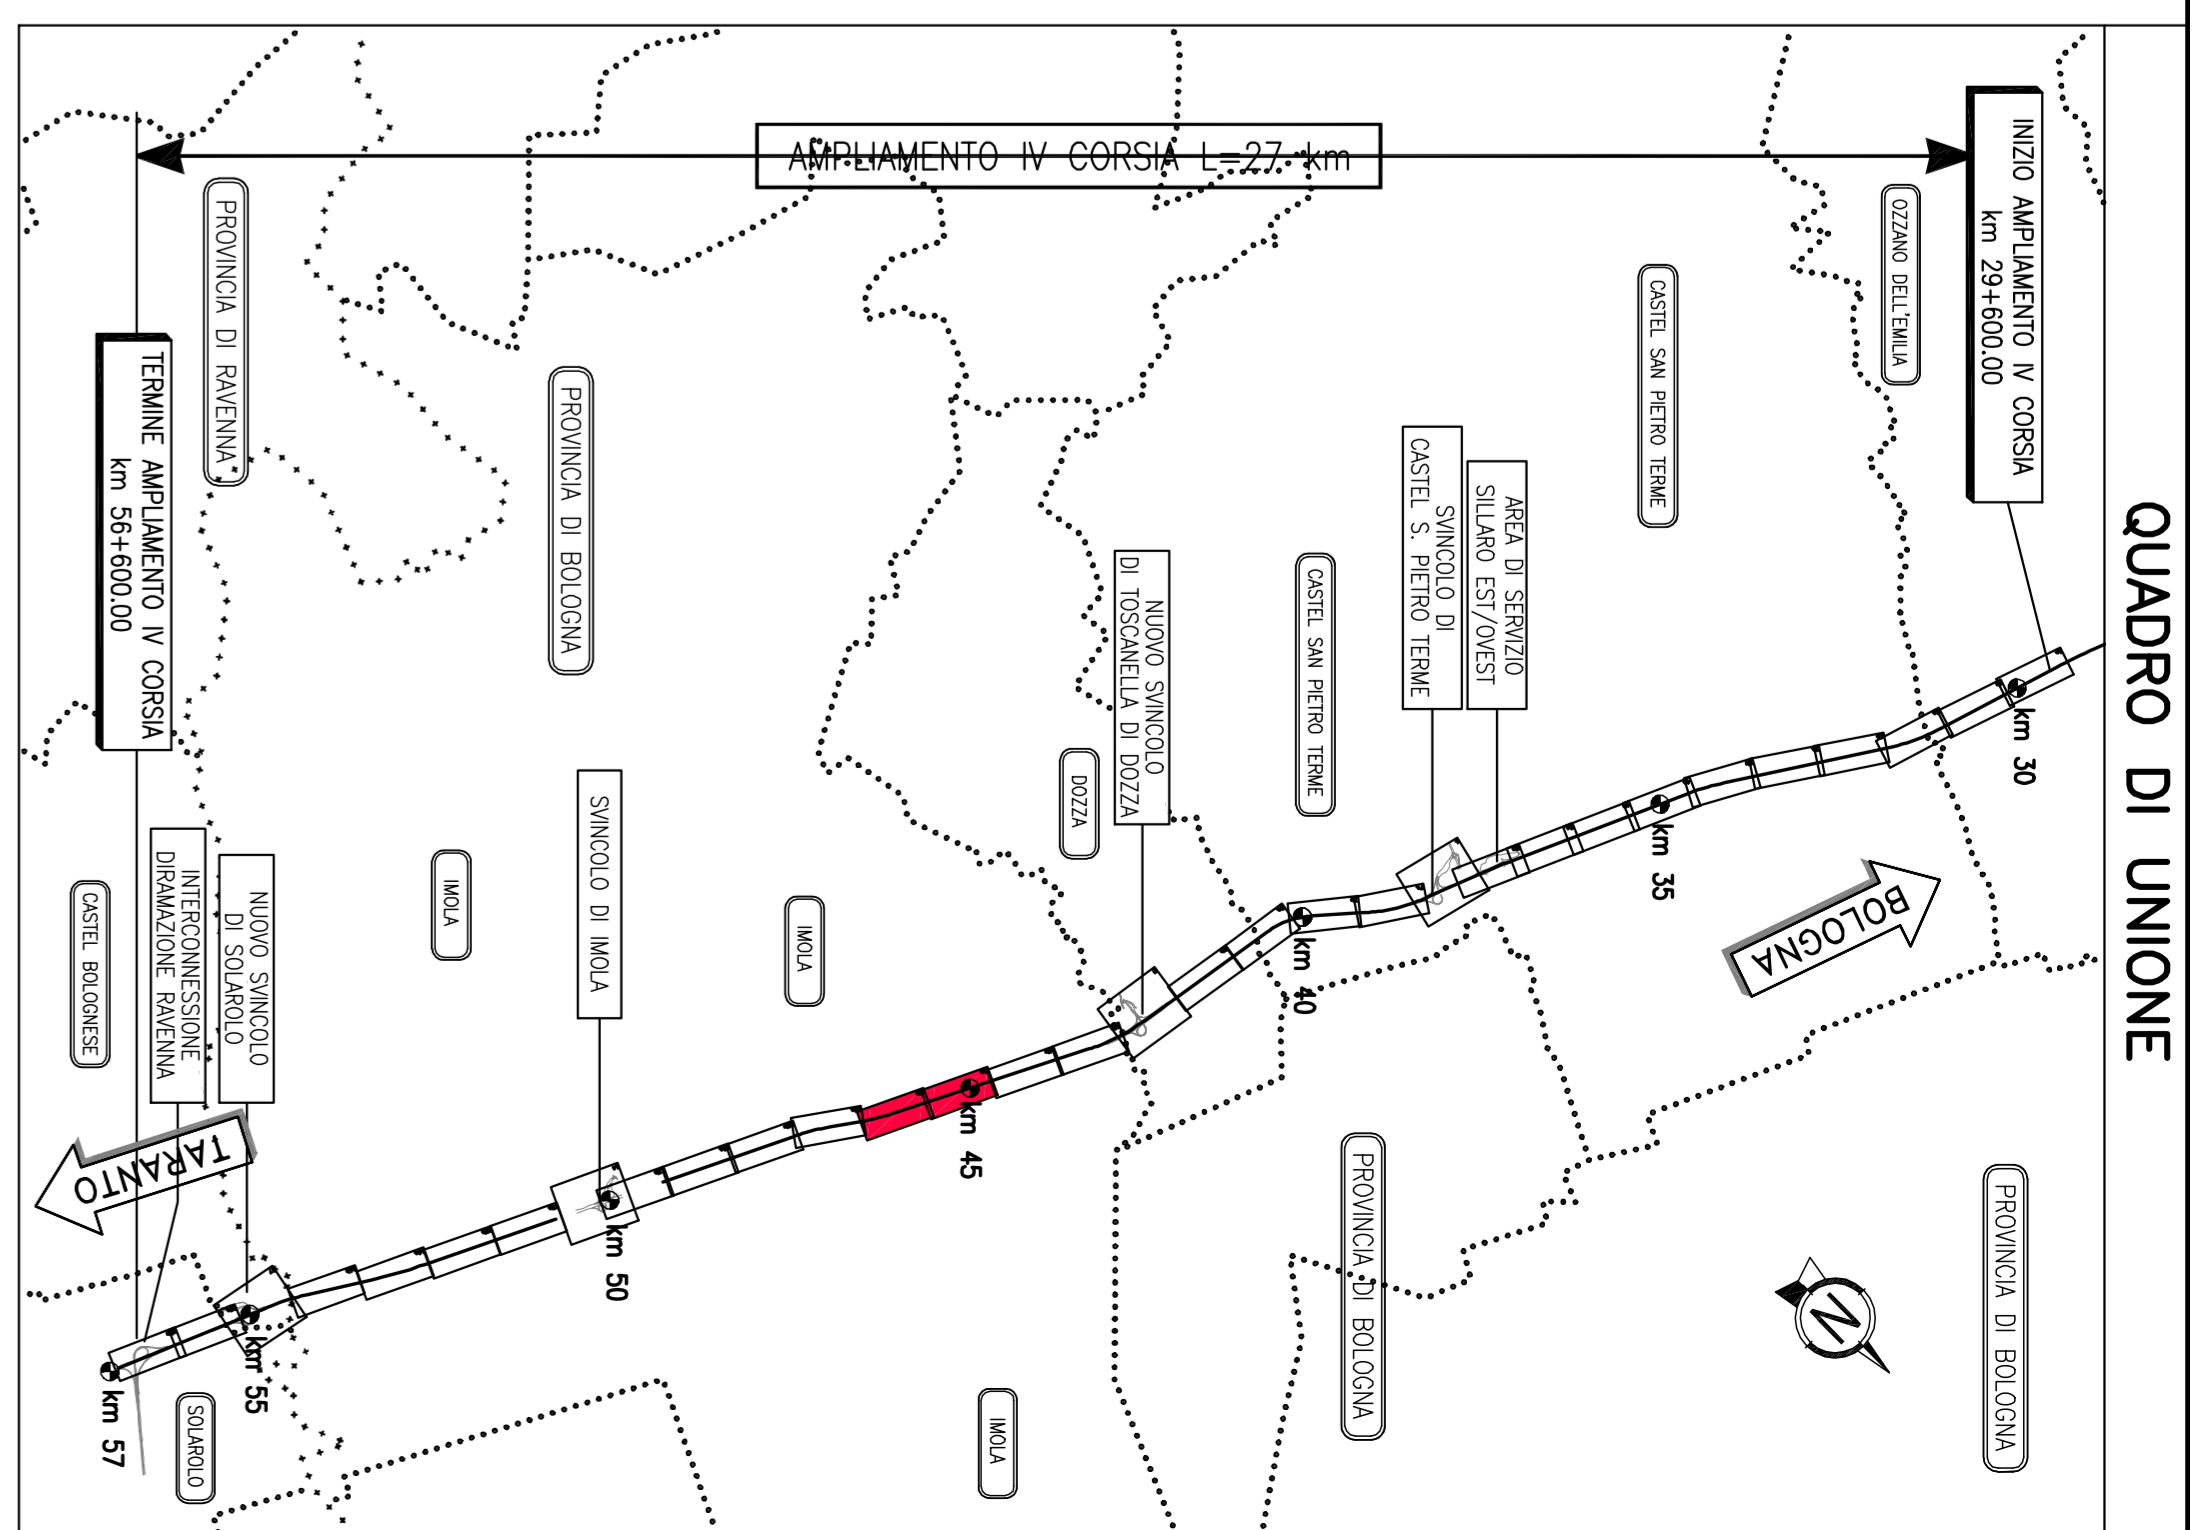 QUADRO DI UNIONE
INIZIO AMPLIAMENTO IV CORSIA
km 29+600.00
OZZANO DELL'EMILIA
CASTEL SAN PIETRO TERME
AMPLIAMENTO IV CORSIA L=27 km
AREA DI SERVIZIO
SILLARO EST/OVEST
SVINCOLO DI
CASTEL S. PIETRO TERME
CASTEL SAN PIETRO TERME
NUOVO SVINCOLO
DI TOSCANELLA DI DOZZA
DOZZA
PROVINCIA DI BOLOGNA
PROVINCIA DI RAVENNA
TERMINE AMPLIAMENTO IV CORSIA
km 56+600.00
SVINCOLO DI IMOLA
IMOLA
IMOLA
NUOVO SVINCOLO
DI SOLAROLO
INTERCONNESSIONE
DIRAMAZIONE RAVENNA
CASTEL BOLOGNESE
km 30
km 35
km 40
km 45
km 50
km 55
km 57
BOLOGNA
TARANTO
PROVINCIA DI BOLOGNA
PROVINCIA DI BOLOGNA
N
IMOLA
SOLAROLO